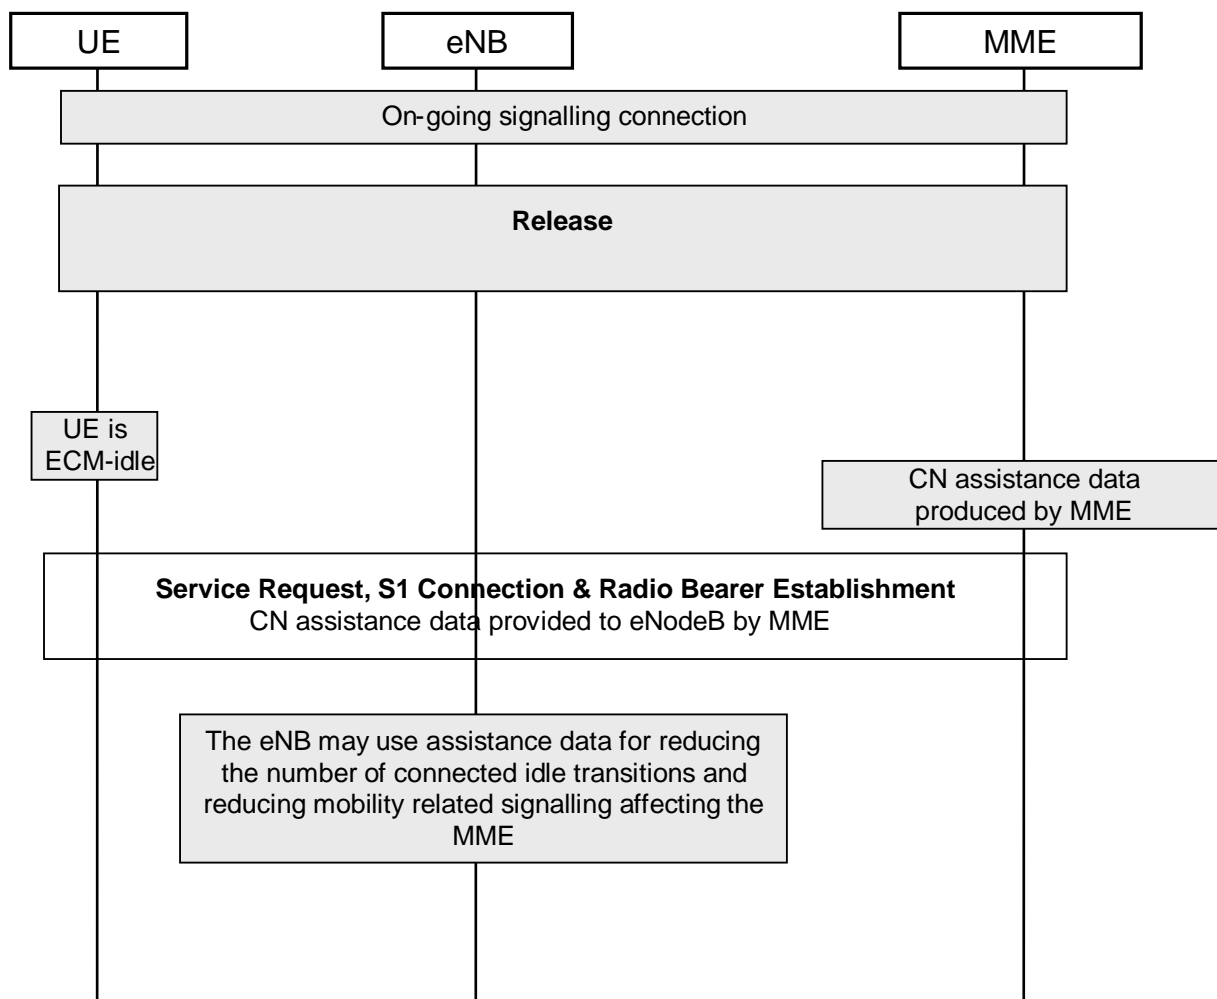 UE
eNB
MME
On-going signalling connection
Release
UE is
ECM-idle
CN assistance data
produced by MME
Service Request, S1 Connection & Radio Bearer Establishment
CN assistance data provided to eNodeB by MME
The eNB may use assistance data for reducing
the number of connected idle transitions and
reducing mobility related signalling affecting the
MME